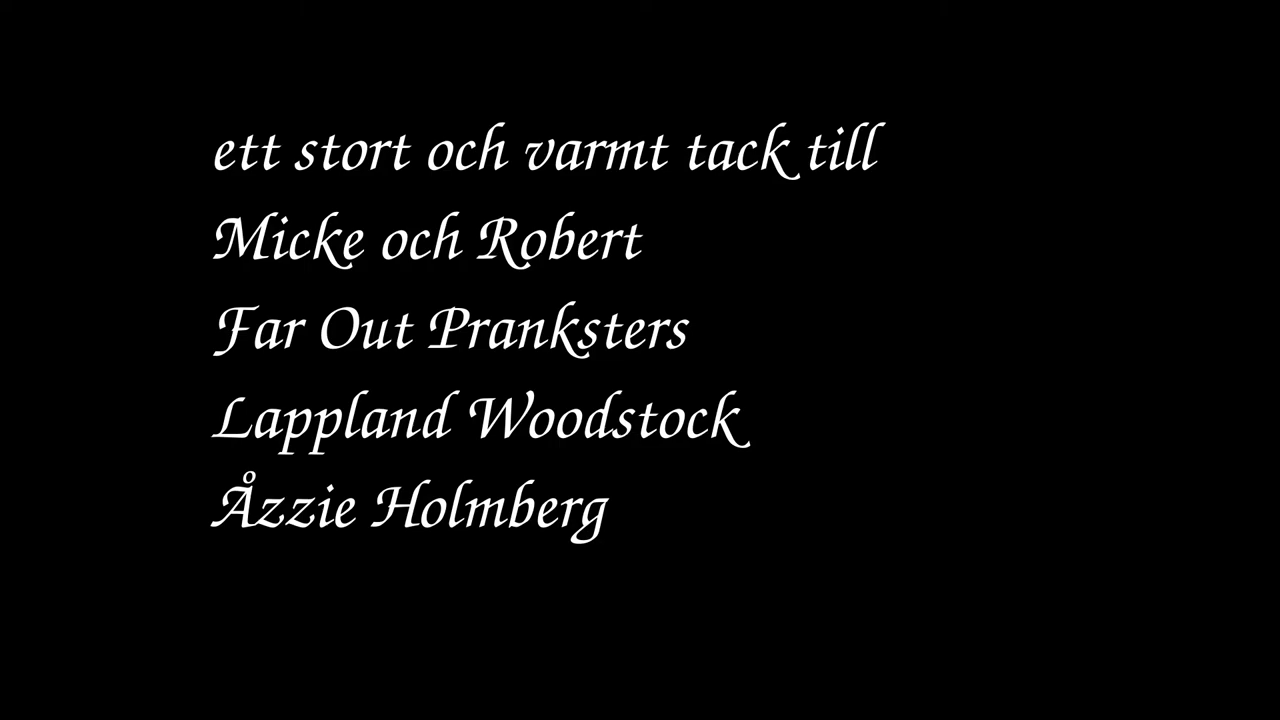 ett stort och varmt tack till
Micke och Robert
Far Out Pranksters
Lappland Woodstock
Åzzie Holmberg